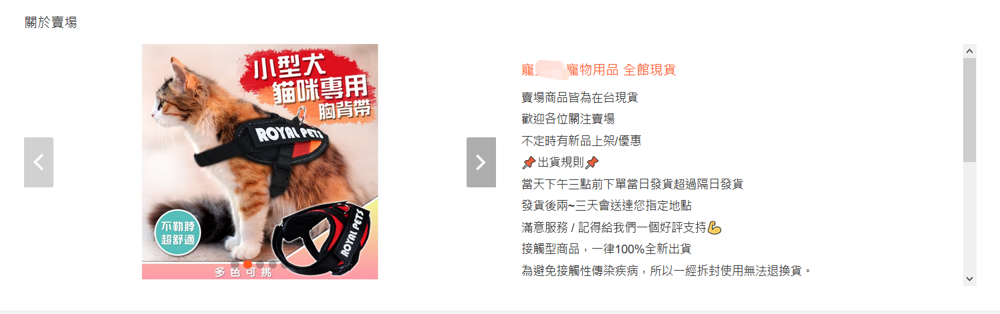 關於賣場
小型犬
貓咪專用
胸背帶
ROYAL PETS
不勒脖
超舒適
ROYAL PETS
多色可挑
寵 寵物用品 全館現貨
賣場商品皆為在台現貨
歡迎各位關注賣場
不定時有新品上架/優惠
📌出貨規則📌
當天下午三點前下單當日發貨超過隔日發貨
發貨後兩~三天會送達您指定地點
滿意服務 / 記得給我們一個好評支持💪
接觸型商品，一律100%全新出貨
為避免接觸性傳染疾病，所以一經拆封使用無法退換貨。